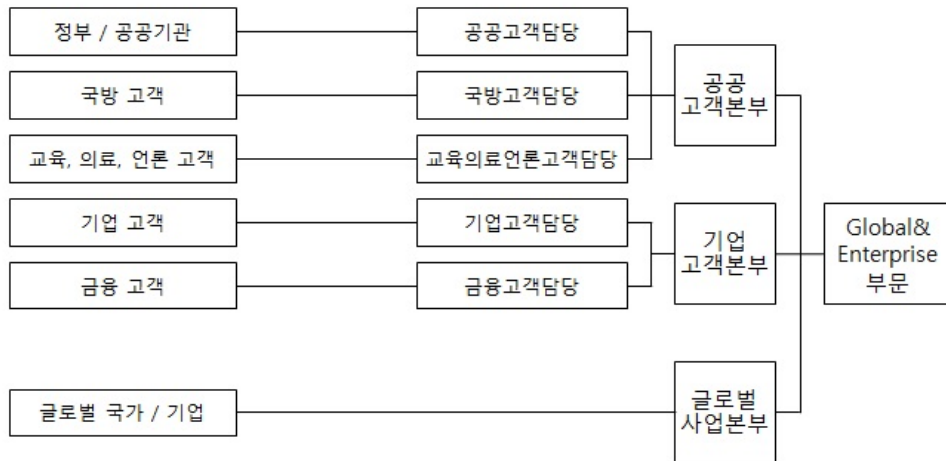 정부 / 공공기관
공공고객담당
국방 고객
국방고객담당
교육, 의료, 언론 고객
교육의료언론고객담당
공공
고객본부
기업 고객
기업고객담당
금융 고객
금융고객담당
기업
고객본부
Global&
Enterprise
부문
글로벌 국가 / 기업
글로벌
사업본부